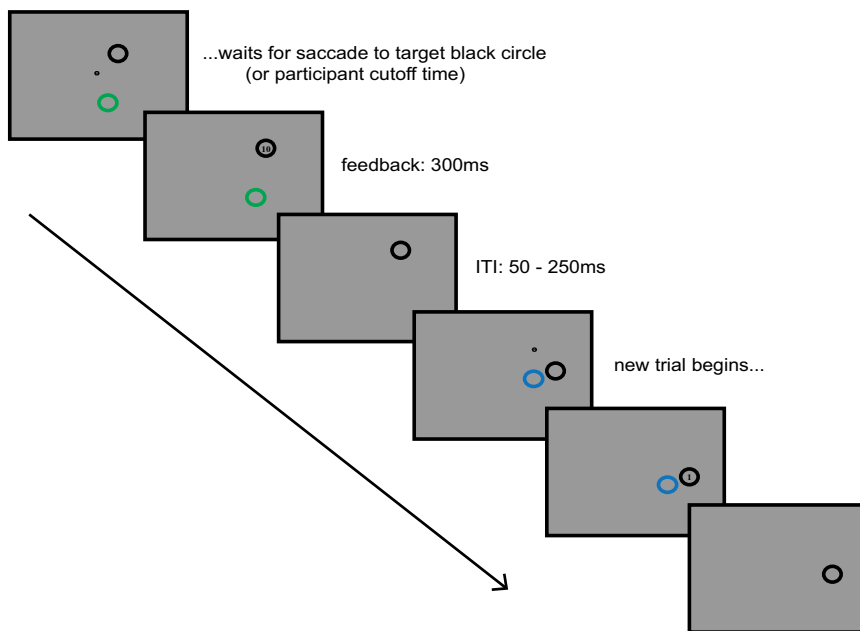 ...waits for saccade to target black circle
(or participant cutoff time)
10
feedback: 300ms
ITI: 50 - 250ms
new trial begins...
1